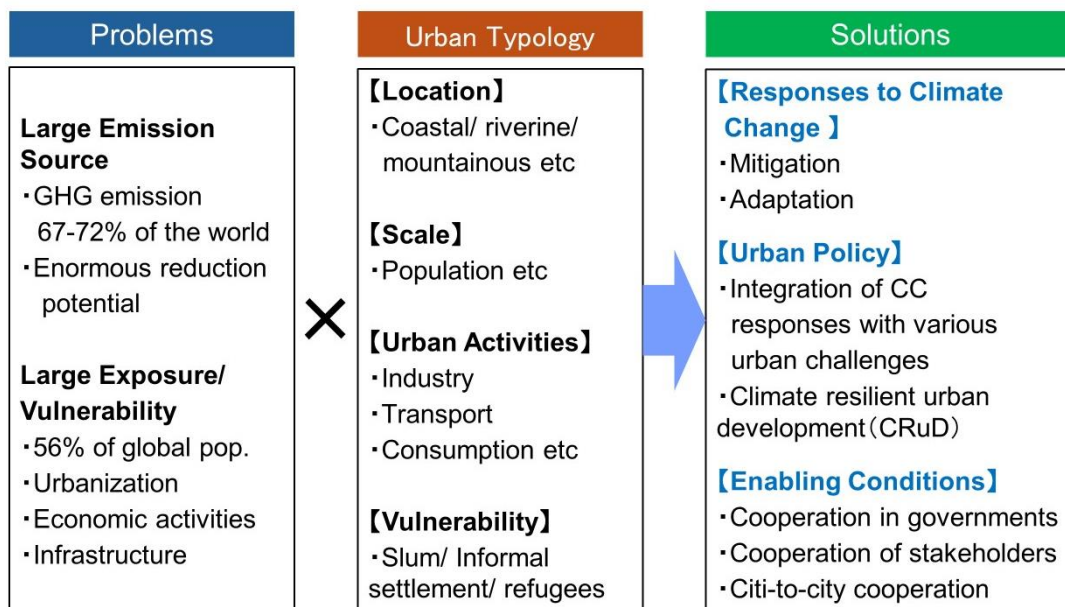 Problems
Large Emission
Source
・GHG emission
67-72% of the world
・Enormous reduction
potential
Large Exposure/
Vulnerability
・56% of global pop.
・Urbanization
・Economic activities
・Infrastructure
×
Urban Typology
【Location】
・Coastal/ riverine/
mountainous etc
【Scale】
・Population etc
【Urban Activities】
・Industry
・Transport
・Consumption etc
【Vulnerability】
・Slum/ Informal
settlement/ refugees
Solutions
【Responses to Climate
Change 】
・Mitigation
・Adaptation
【Urban Policy】
・Integration of CC
responses with various
urban challenges
・Climate resilient urban
development（CRuD）
【Enabling Conditions】
・Cooperation in governments
・Cooperation of stakeholders
・Citi-to-city cooperation